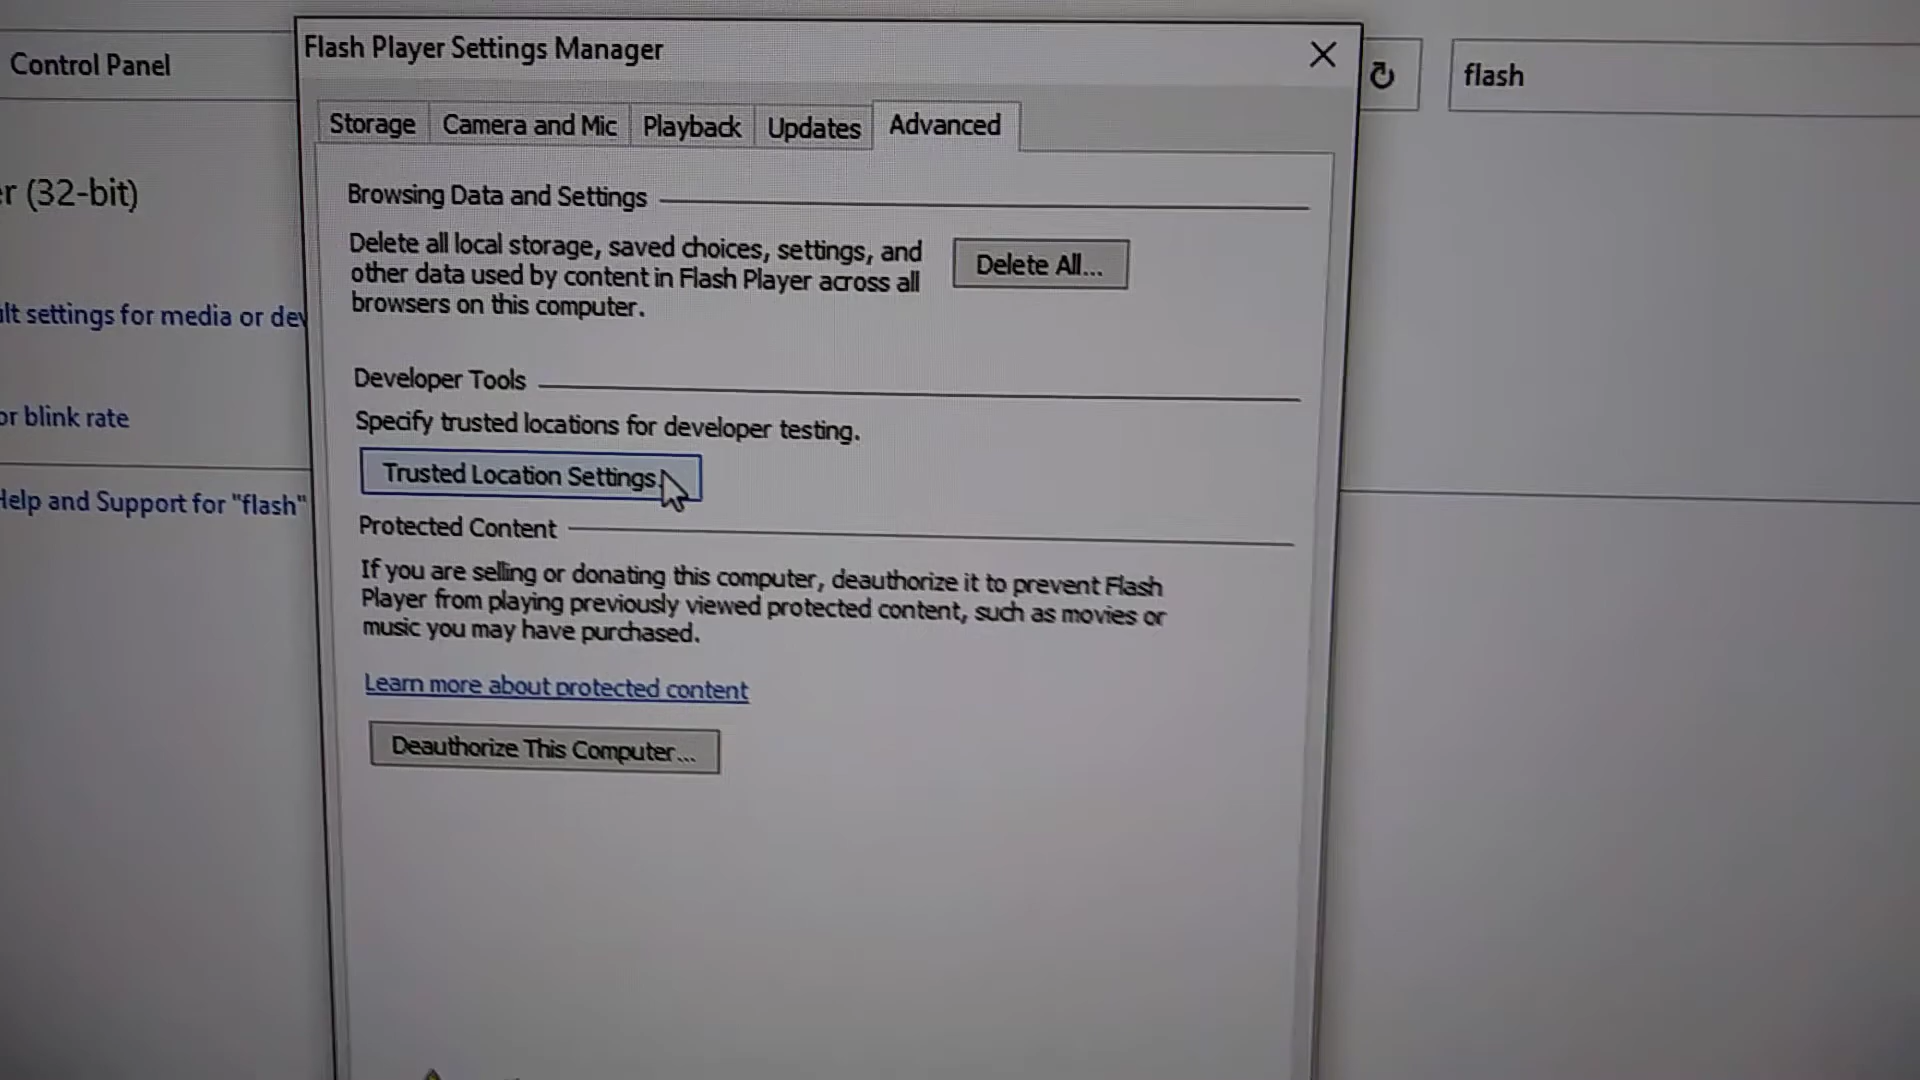 Flash Player Settings Manager
Control Panel
flash
Storage
Camera and Mic
Playback
Updates
Advanced
r (32-bit)
Browsing Data and Settings
Delete all local storage, saved choices, settings, and
other data used by content in Flash Player across all
browsers on this computer.
Delete All...
settings for media or
Developer Tools
Specify trusted locations for developer testing.
or blink rate
Trusted Location Settings
Help and Support for "flash"
Protected Content
If you are selling or donating this computer, deauthorize it to prevent Flash
Player from playing previously viewed protected content, such as movies or
music you may have purchased.
Learn more about protected content
Deauthorize This Computer...